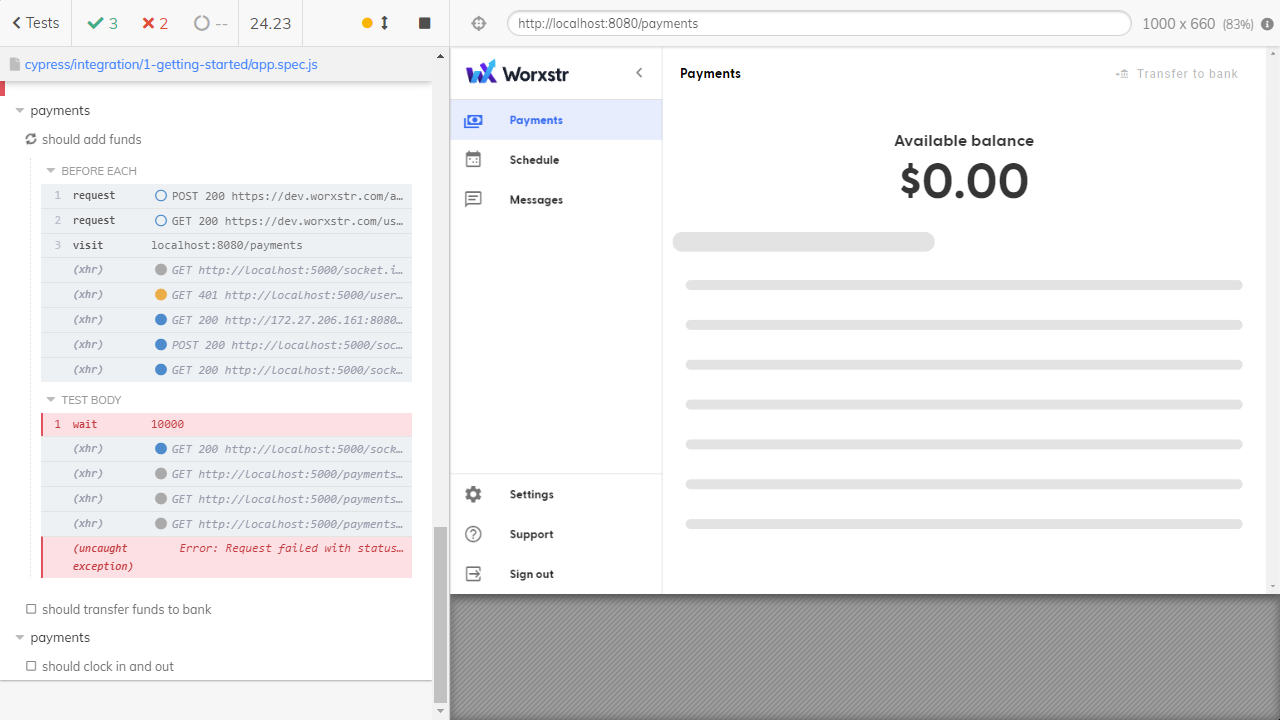 Tests
3
2
--
24.23
http://localhost:8080/payments
1000 x 660 (83%)
cypress/integration/1-getting-started/app.spec.js
payments
should add funds
BEFORE EACH
1 request POST 200 https://dev.worxstr.com/a…
2 request GET 200 https://dev.worxstr.com/us…
3 visit localhost:8080/payments
(xhr) GET http://localhost:5000/socket.i…
(xhr) GET 401 http://localhost:5000/user…
(xhr) GET 200 http://172.27.206.161:8080…
(xhr) POST 200 http://localhost:5000/soc…
(xhr) GET 200 http://localhost:5000/sock…
TEST BODY
1 wait 10000
(xhr) GET 200 http://localhost:5000/sock…
(xhr) GET http://localhost:5000/payments…
(xhr) GET http://localhost:5000/payments…
(xhr) GET http://localhost:5000/payments…
(uncaught Error: Request failed with status…
exception)
should transfer funds to bank
payments
should clock in and out
Worxstr
Payments
Schedule
Messages
Settings
Support
Sign out
Payments
Transfer to bank
Available balance
$0.00